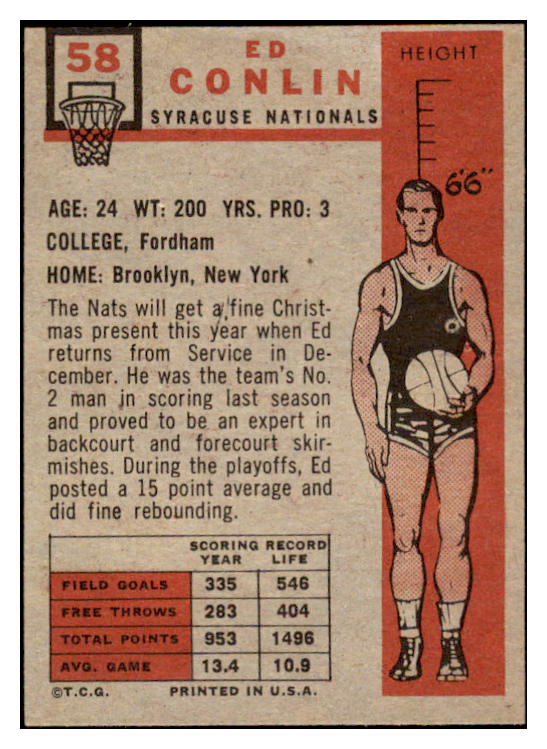 58
ED
CONLIN
SYRACUSE NATIONALS
HEIGHT
6'6"
AGE: 24 WT: 200 YRS. PRO: 3
COLLEGE, Fordham
HOME: Brooklyn, New York
The Nats will get a fine Christ-
mas present this year when Ed
returns from Service in De-
cember. He was the team's No.
2 man in scoring last season
and proved to be an expert in
backcourt and forecourt skir-
mishes. During the playoffs, Ed
posted a 15 point average and
did fine rebounding.
SCORING RECORD
YEAR LIFE
FIELD GOALS 335 546
FREE THROWS 283 404
TOTAL POINTS 953 1496
AVG. GAME 13.4 10.9
©T.C.G. PRINTED IN U.S.A.